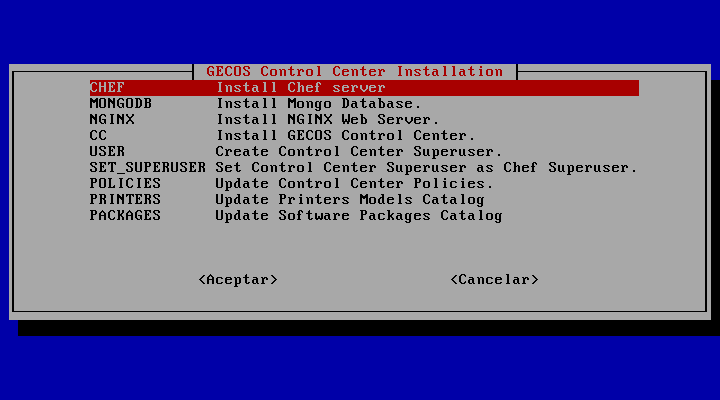 GECOS Control Center Installation
CHEF Install Chef server
MONGODB Install Mongo Database.
NGINX Install NGINX Web Server.
CC Install GECOS Control Center.
USER Create Control Center Superuser.
SET_SUPERUSER Set Control Center Superuser as Chef Superuser.
POLICIES Update Control Center Policies.
PRINTERS Update Printers Models Catalog
PACKAGES Update Software Packages Catalog
<Aceptar> <Cancelar>